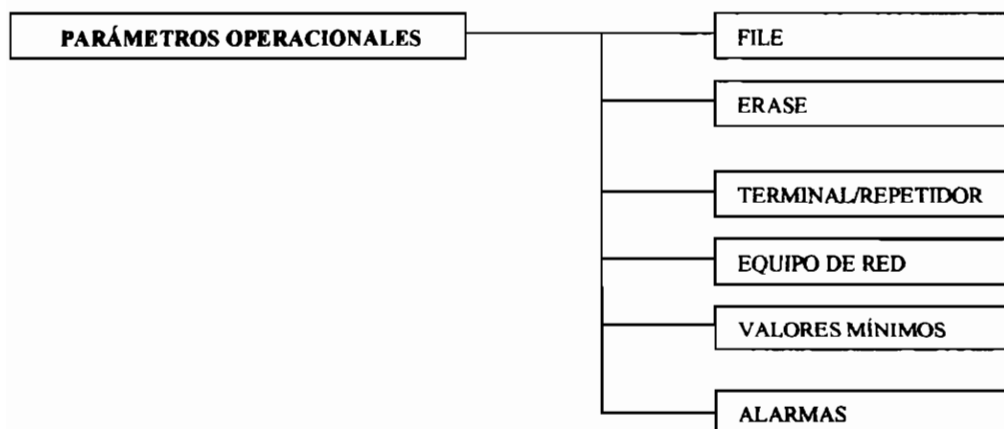 PARÁMETROS OPERACIONALES
FILE
ERASE
TERMINAL/REPETIDOR
EQUIPO DE RED
VALORES MÍNIMOS
ALARMAS